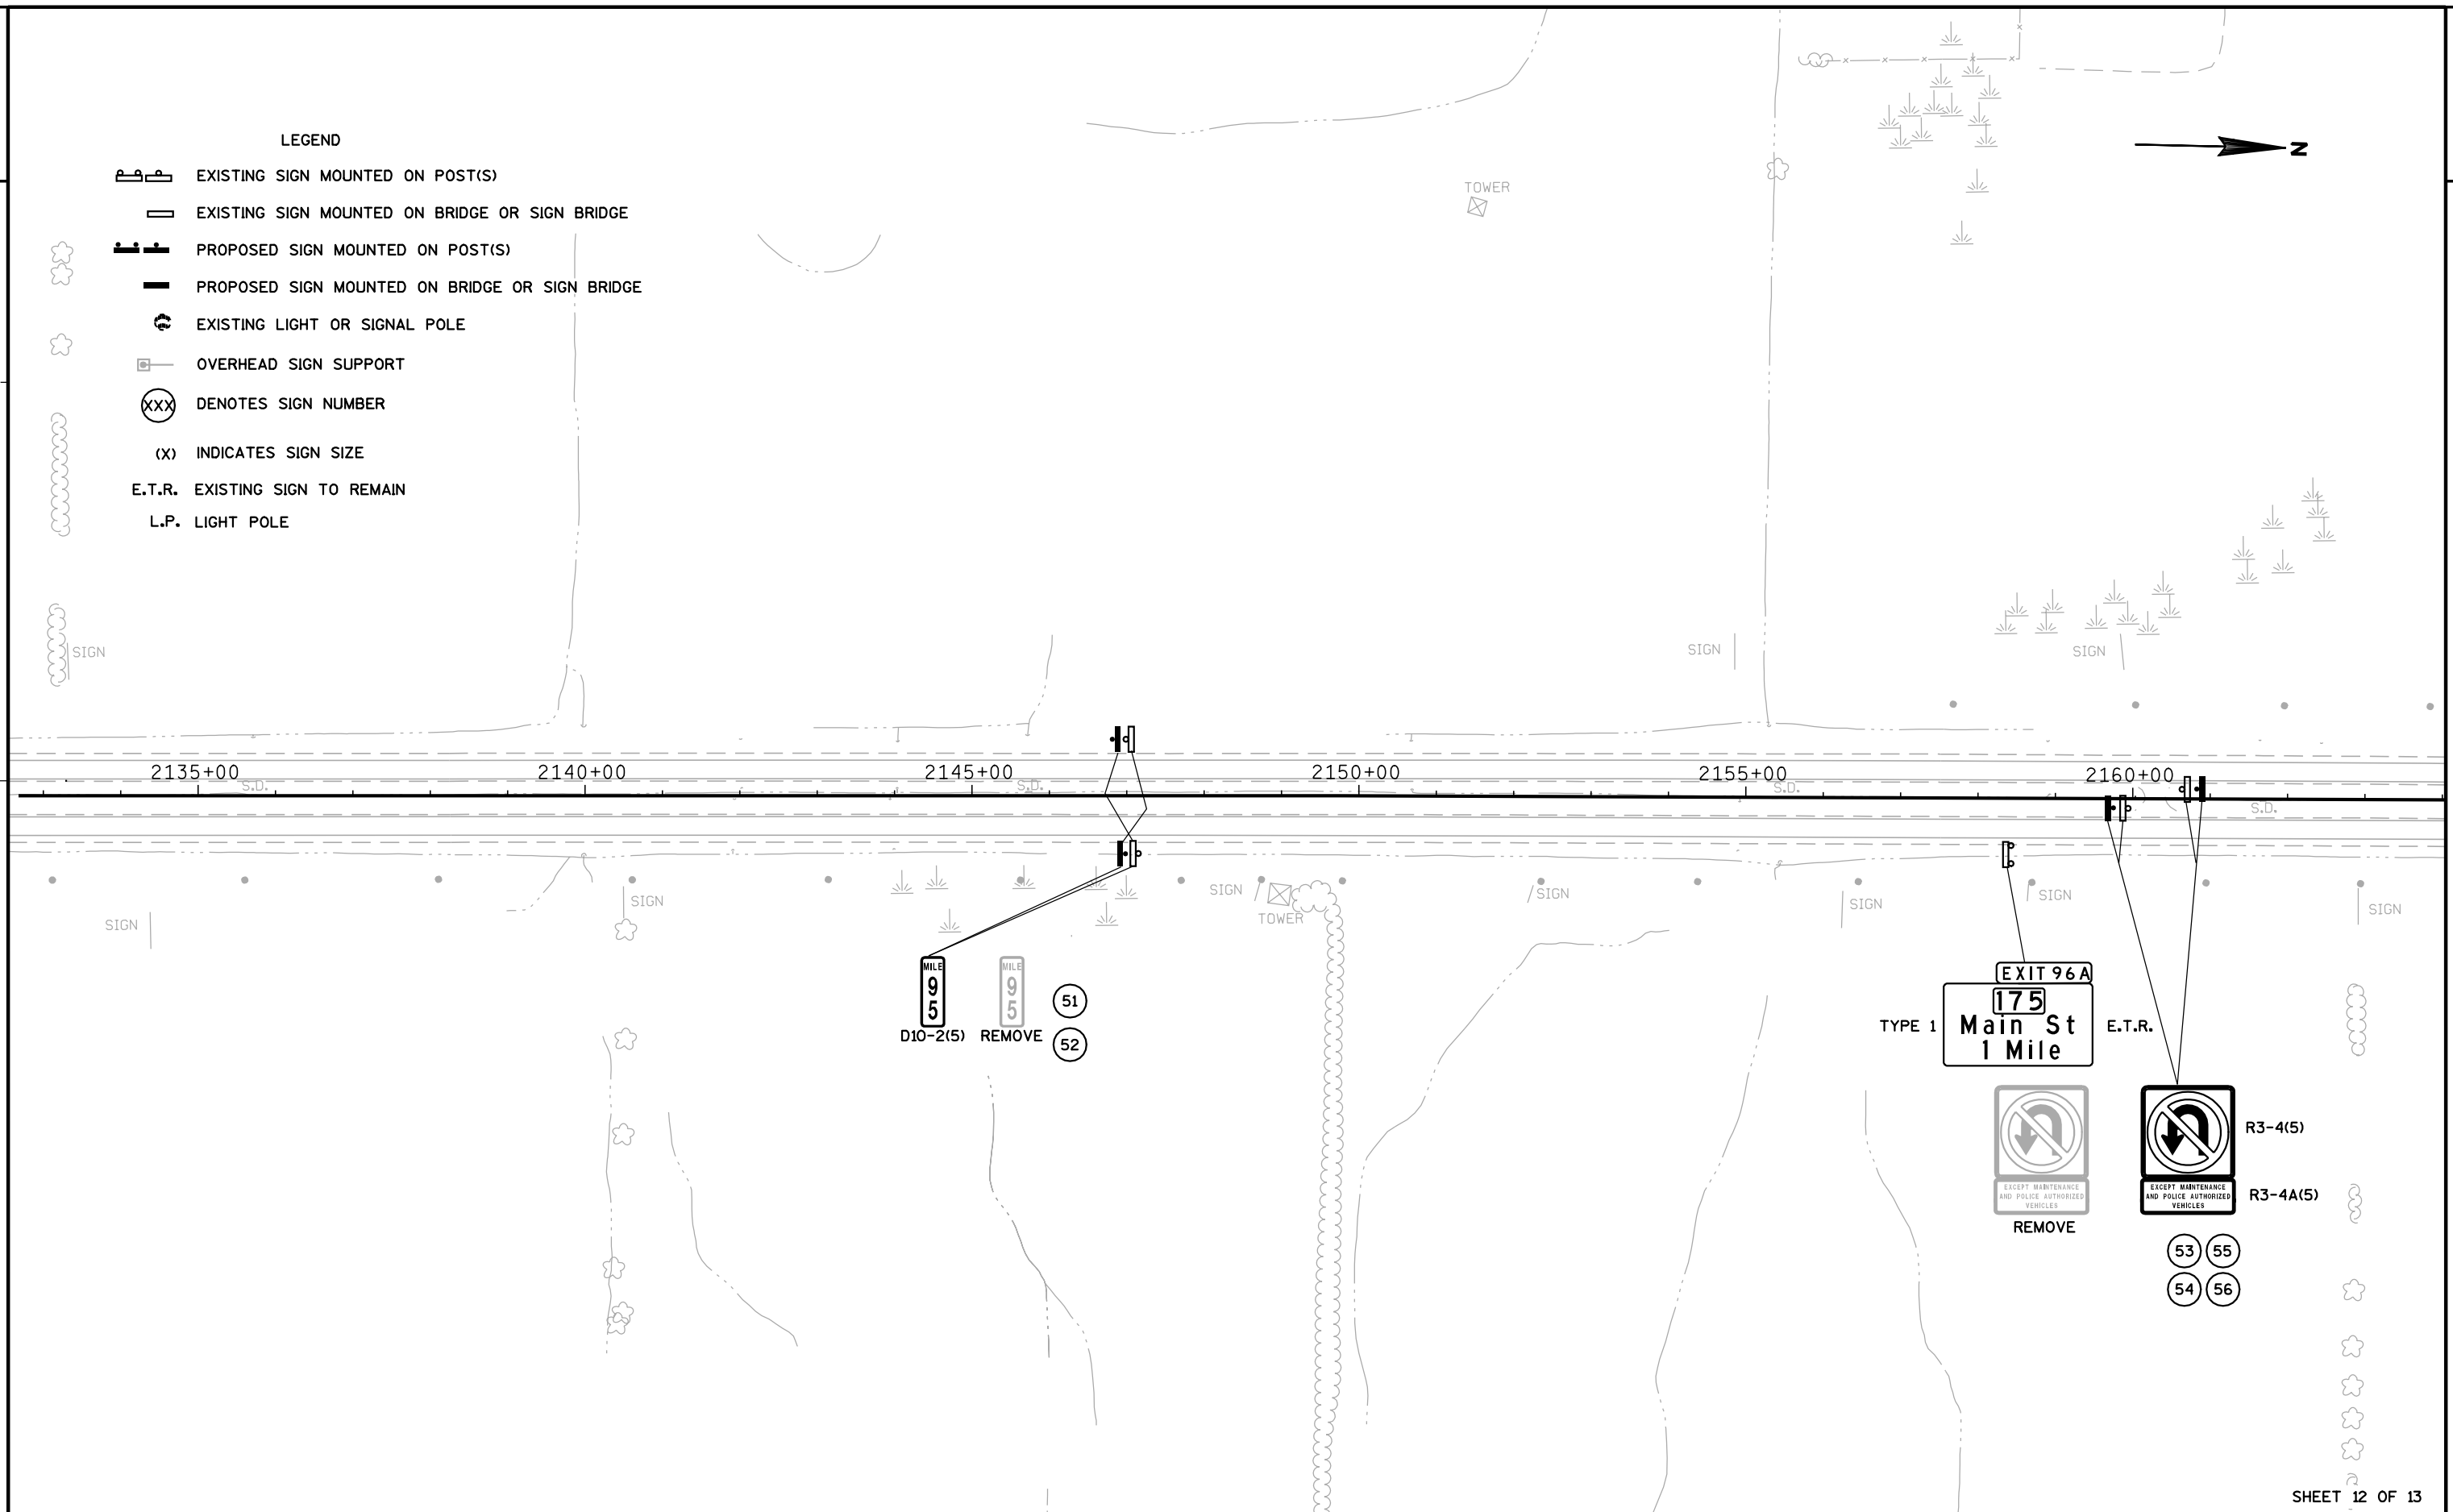 LEGEND
EXISTING SIGN MOUNTED ON POST(S)
EXISTING SIGN MOUNTED ON BRIDGE OR SIGN BRIDGE
PROPOSED SIGN MOUNTED ON POST(S)
PROPOSED SIGN MOUNTED ON BRIDGE OR SIGN BRIDGE
EXISTING LIGHT OR SIGNAL POLE
OVERHEAD SIGN SUPPORT
XXX DENOTES SIGN NUMBER
(X) INDICATES SIGN SIZE
E.T.R. EXISTING SIGN TO REMAIN
L.P. LIGHT POLE
N
TOWER
SIGN
SIGN
SIGN
2135+00 2140+00 2145+00 2150+00 2155+00 2160+00
S.D. S.D. S.D. S.D.
SIGN
SIGN
SIGN
TOWER
SIGN
SIGN
SIGN
SIGN
MILE
9
5
D10-2(5)
MILE
9
5
REMOVE
51
52
EXIT 96A
175
Main St
1 Mile
TYPE 1
E.T.R.
EXCEPT MAINTENANCE
AND POLICE AUTHORIZED
VEHICLES
REMOVE
EXCEPT MAINTENANCE
AND POLICE AUTHORIZED
VEHICLES
R3-4(5)
R3-4A(5)
53 55
54 56
SHEET 12 OF 13